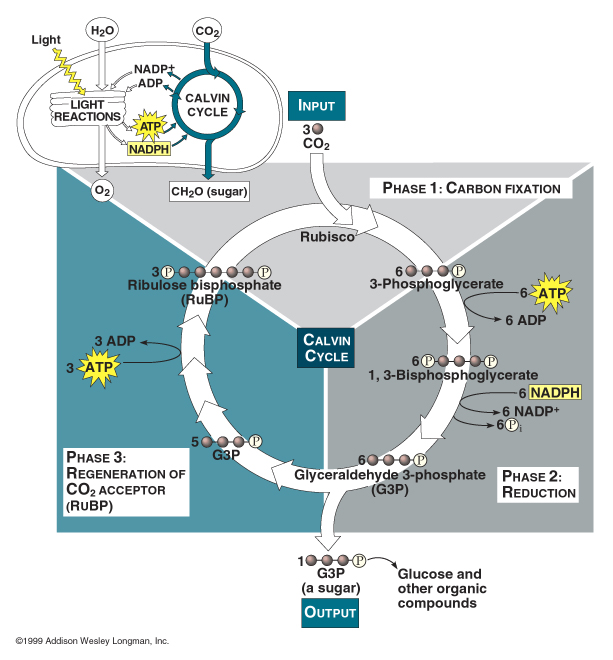 Light
H₂O
CO₂
NADP+
ADP
LIGHT
REACTIONS
CALVIN
CYCLE
ATP
NADPH
O₂
CH₂O (sugar)
INPUT
3
CO₂
PHASE 1: CARBON FIXATION
Rubisco
3 P P
Ribulose bisphosphate
(RuBP)
6 P
3-Phosphoglycerate
6 ATP
6 ADP
CALVIN
CYCLE
3 ADP
3 ATP
6 P P
1, 3-Bisphosphoglycerate
6 NADPH
6 NADP+
6 Pi
5 P
G3P
6 P
Glyceraldehyde 3-phosphate
(G3P)
PHASE 3:
REGENERATION OF
CO₂ ACCEPTOR
(RUBP)
PHASE 2:
REDUCTION
1 P
G3P
(a sugar)
Glucose and
other organic
compounds
OUTPUT
©1999 Addison Wesley Longman, Inc.